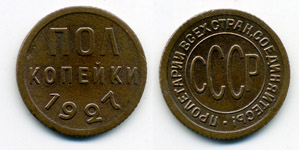 ПОЛ
КОПЕЙКИ
1927
ПРОЛЕТАРИИ ВСЕХ СТРАН, СОЕДИНЯЙТЕСЬ!
СССР